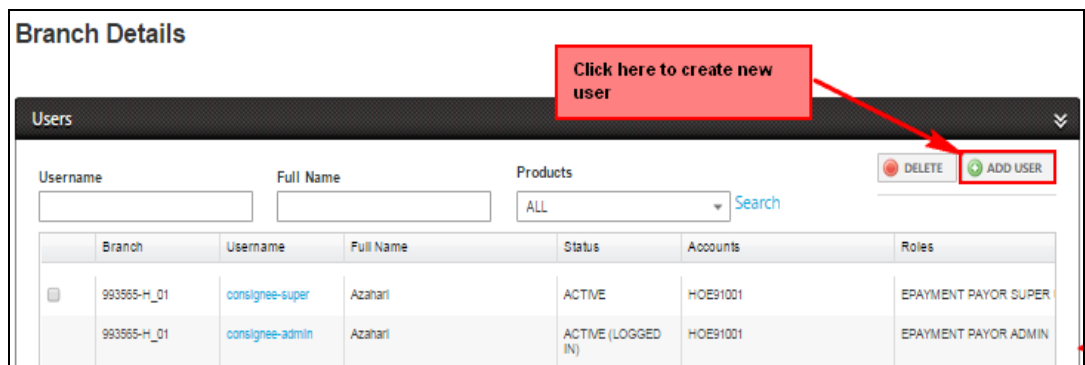 Branch Details
Click here to create new
user
Users
Username Full Name Products
DELETE ADD USER
ALL Search
Branch Username Full Name Status Accounts Roles
993565-H_01 consignee-super Azahari ACTIVE HOE91001 EPAYMENT PAYOR SUPER
993565-H_01 consignee-admin Azahari ACTIVE (LOGGED HOE91001 EPAYMENT PAYOR ADMIN
IN)